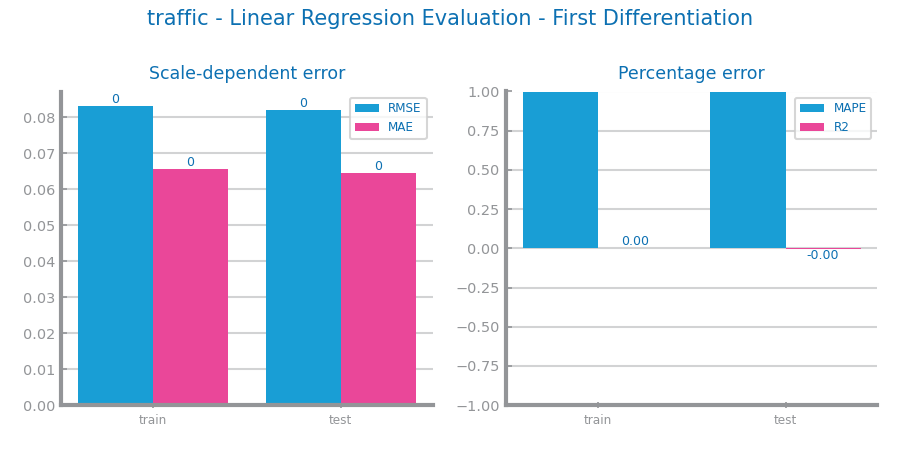 traffic - Linear Regression Evaluation - First Differentiation
Scale-dependent error
0.08
0.07
0.06
0.05
0.04
0.03
0.02
0.01
0.00
0
0
0
0
RMSE
MAE
train
test
Percentage error
1.00
0.75
0.50
0.25
0.00
−0.25
−0.50
−0.75
−1.00
0.00
-0.00
MAPE
R2
train
test